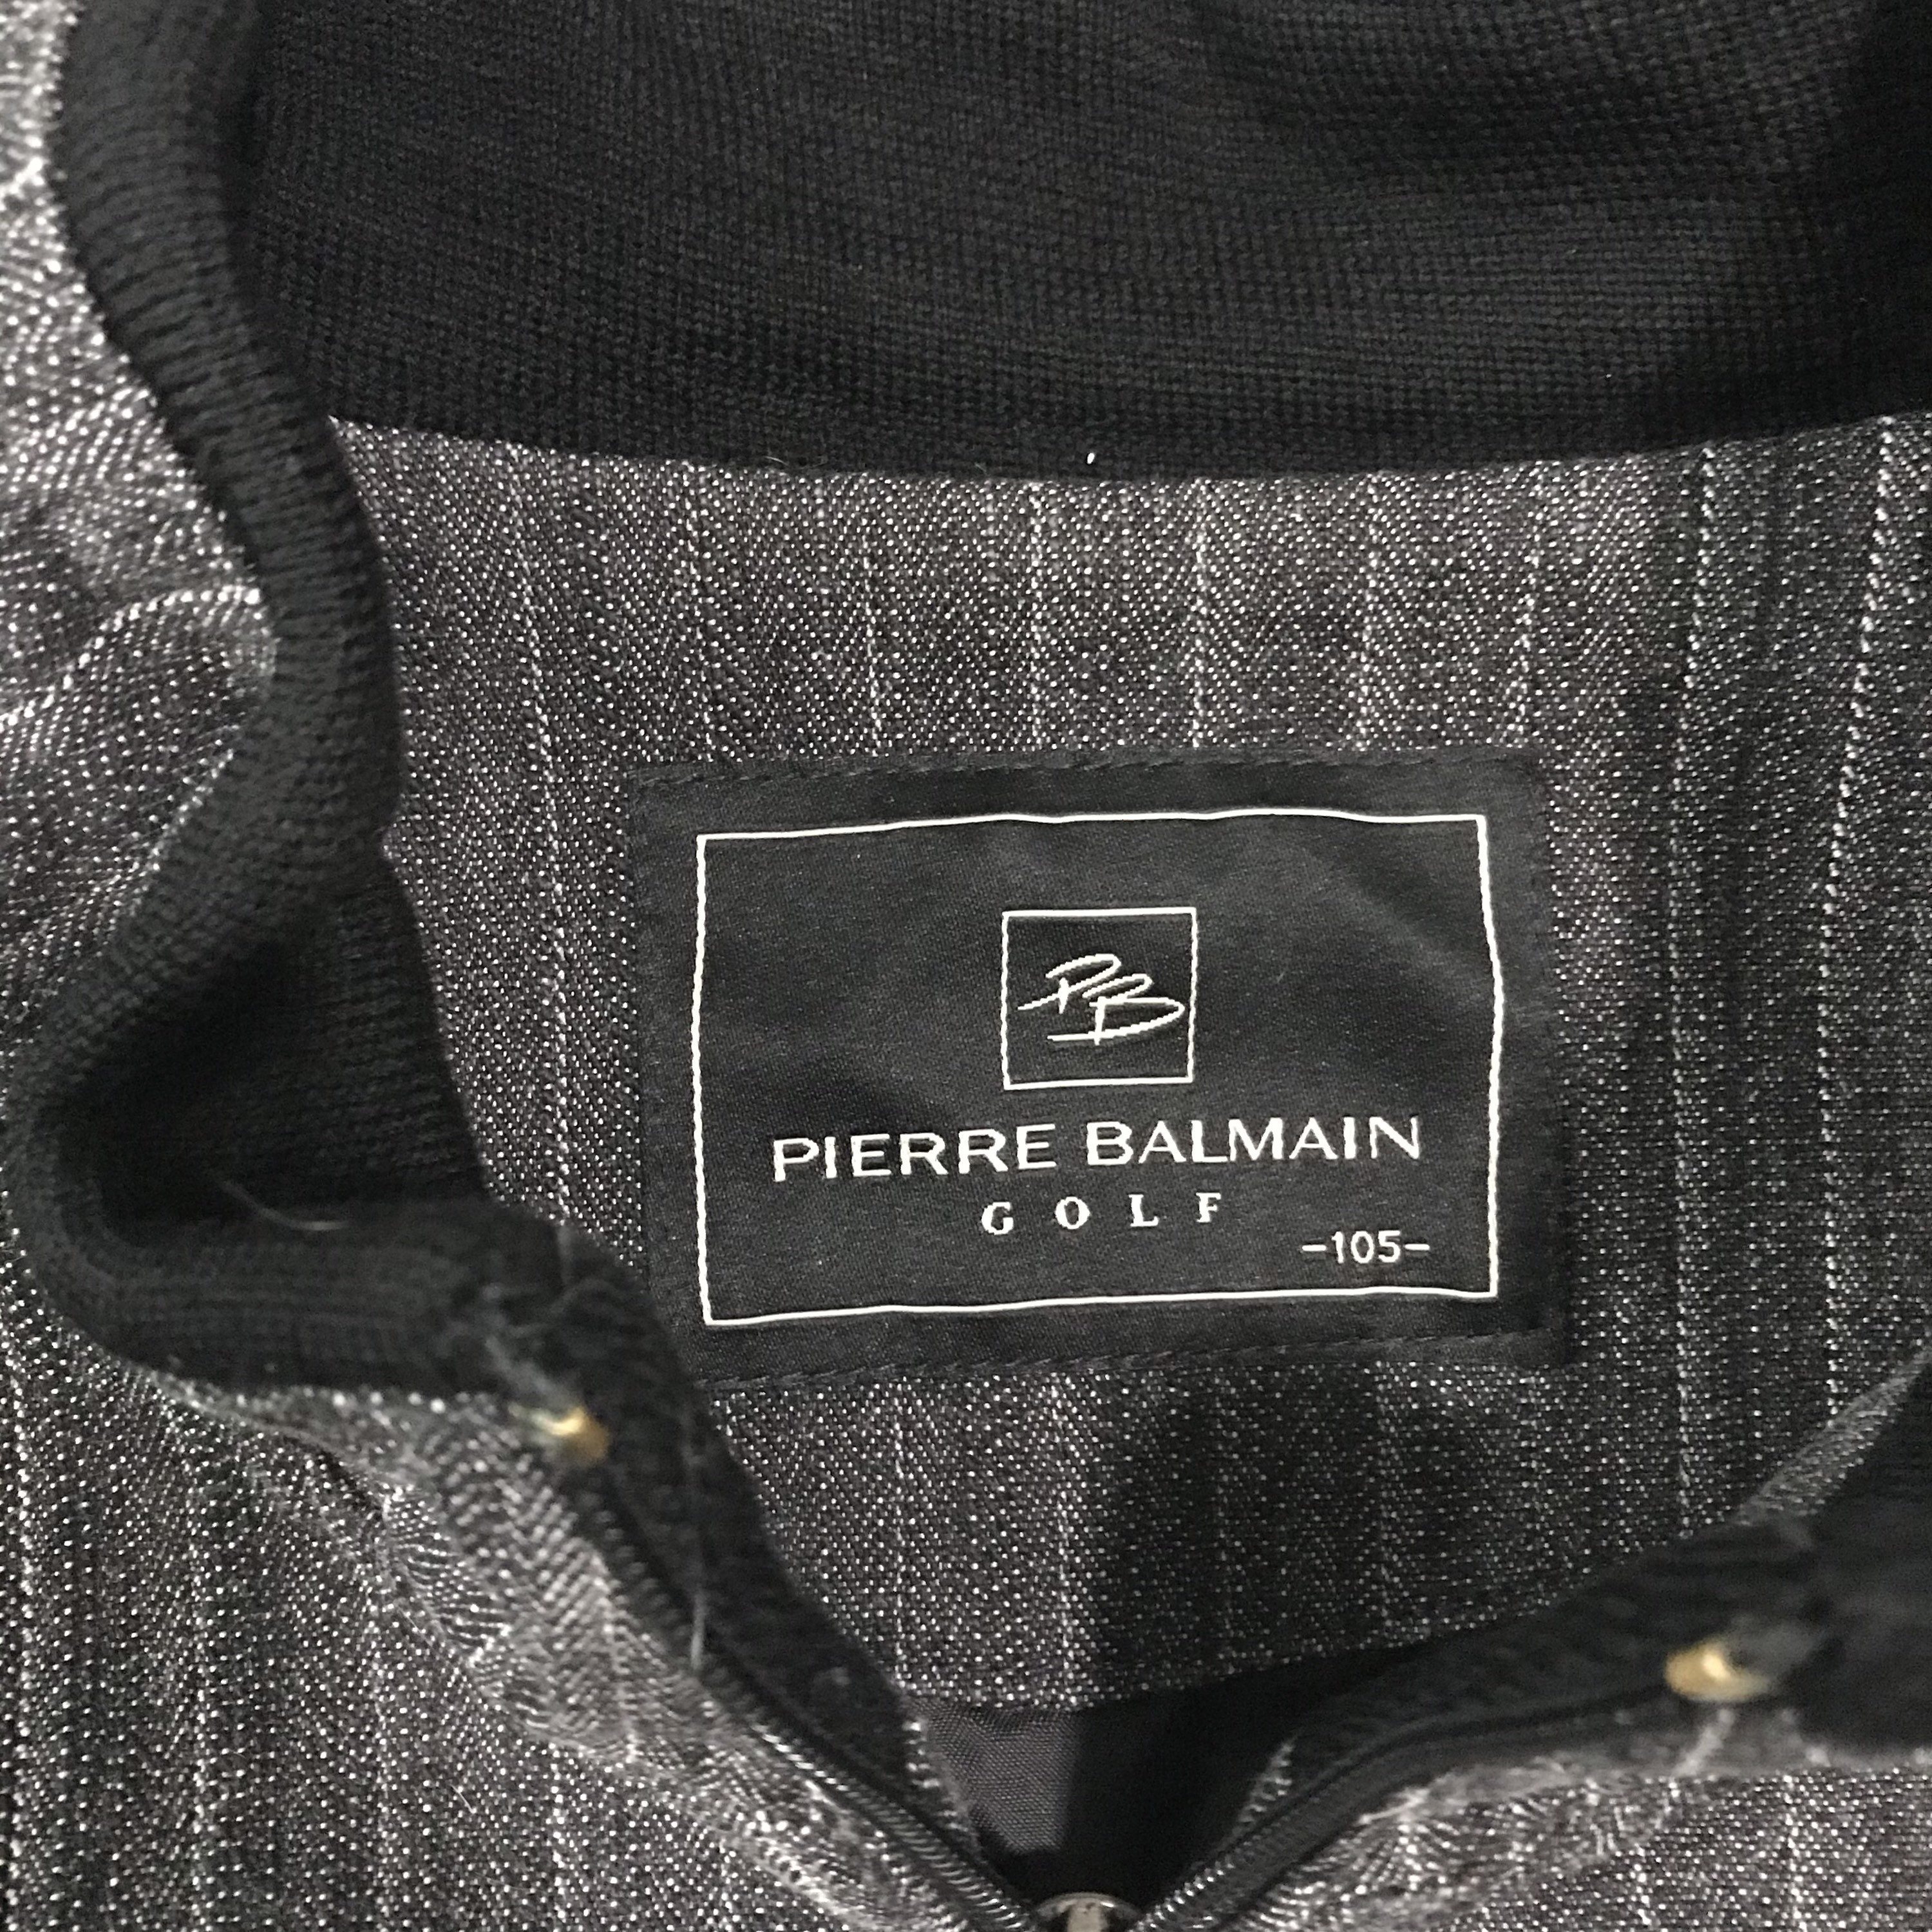 PB
PIERRE BALMAIN
GOLF
-105-